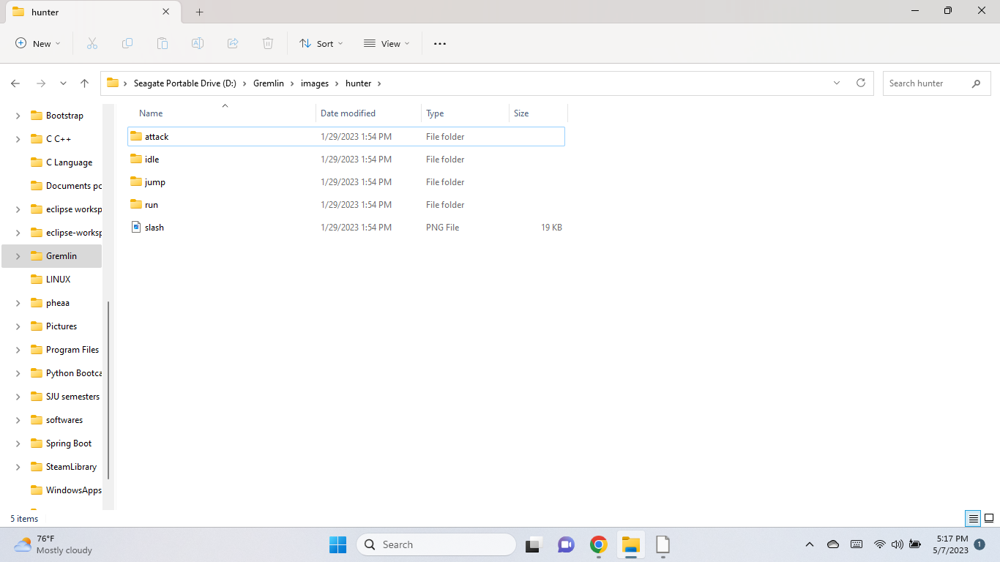 hunter
New
Sort
View
Seagate Portable Drive (D:) > Gremlin > images > hunter >
Search hunter
Name Date modified Type Size
Bootstrap
C C++
C Language
Documents po
eclipse worksp
eclipse-worksp
Gremlin
LINUX
pheaa
Pictures
Program Files
Python Bootca
SJU semesters
softwares
Spring Boot
SteamLibrary
WindowsApps
attack 1/29/2023 1:54 PM File folder
idle 1/29/2023 1:54 PM File folder
jump 1/29/2023 1:54 PM File folder
run 1/29/2023 1:54 PM File folder
slash 1/29/2023 1:54 PM PNG File 19 KB
5 items
76°F
Mostly cloudy
Search
5:17 PM
5/7/2023
1